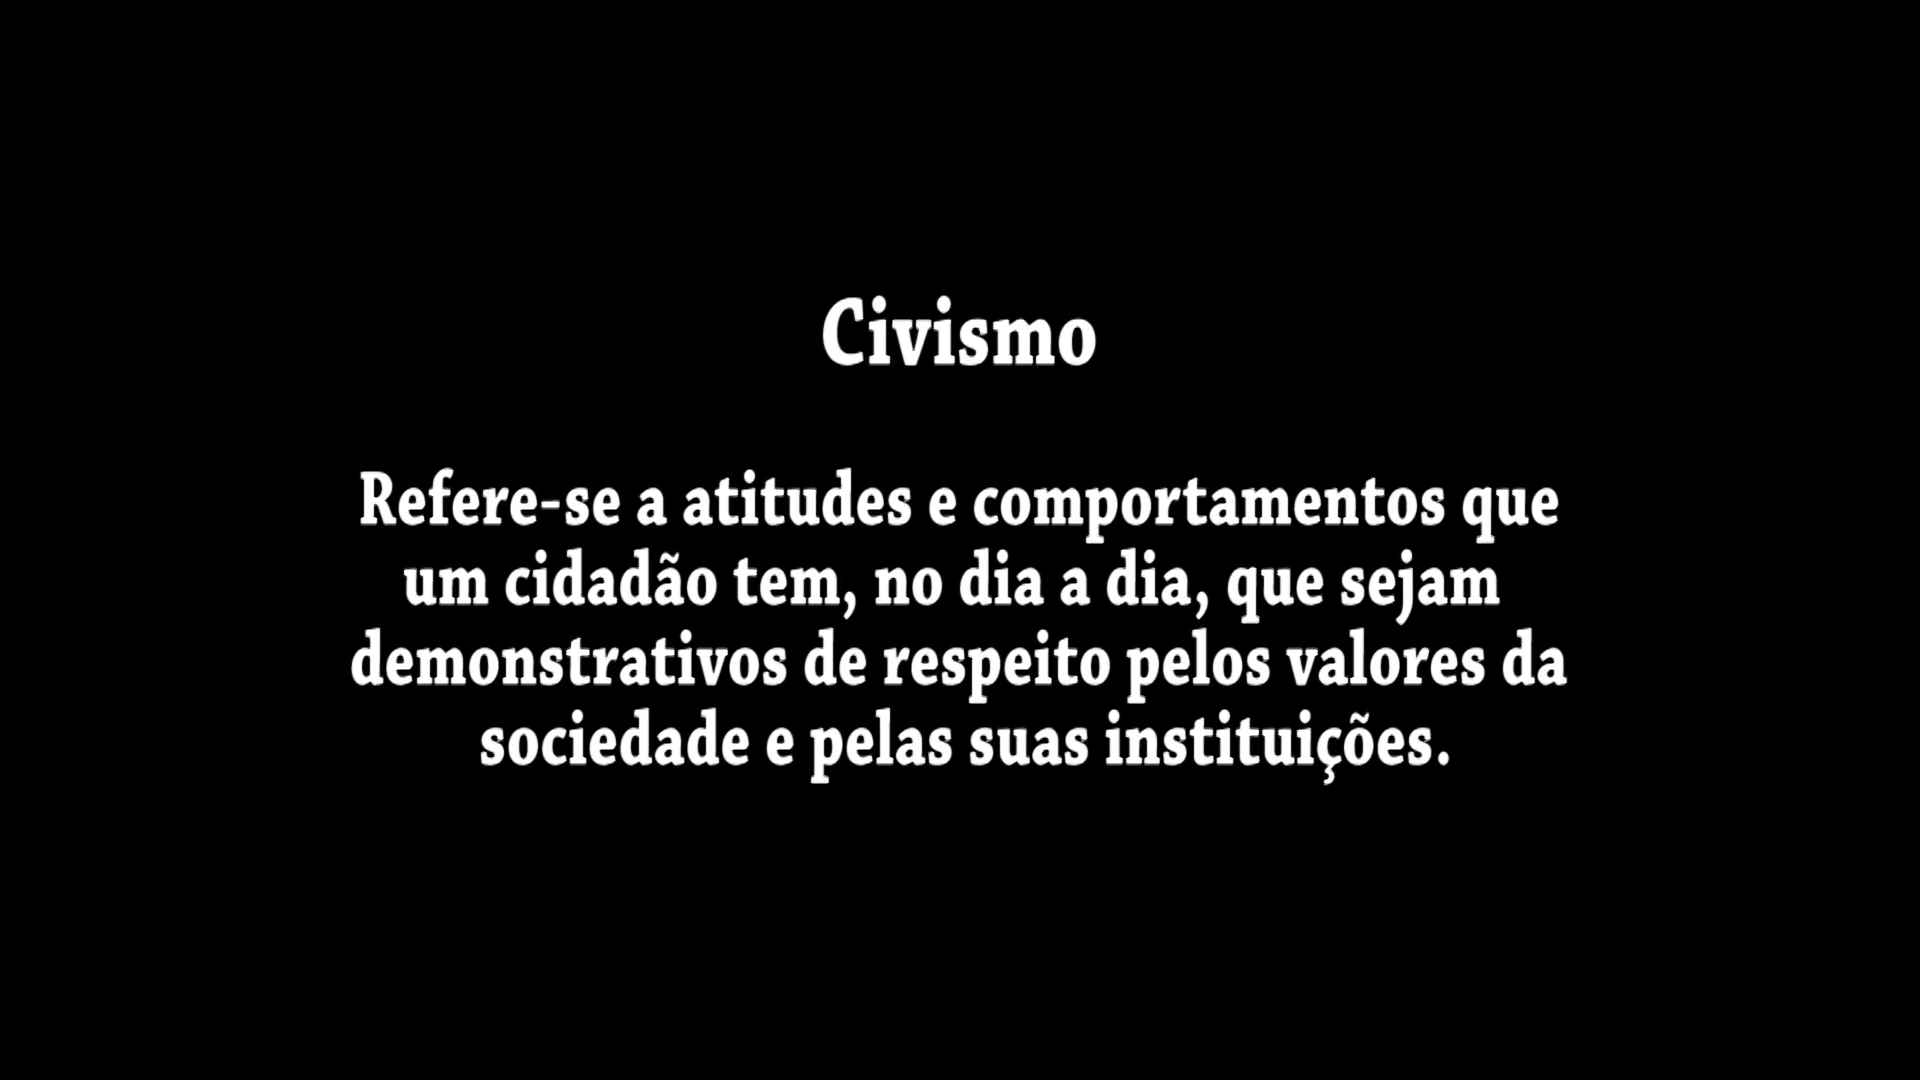 Civismo
Refere-se a atitudes e comportamentos que
um cidadão tem, no dia a dia, que sejam
demonstrativos de respeito pelos valores da
sociedade e pelas suas instituições.